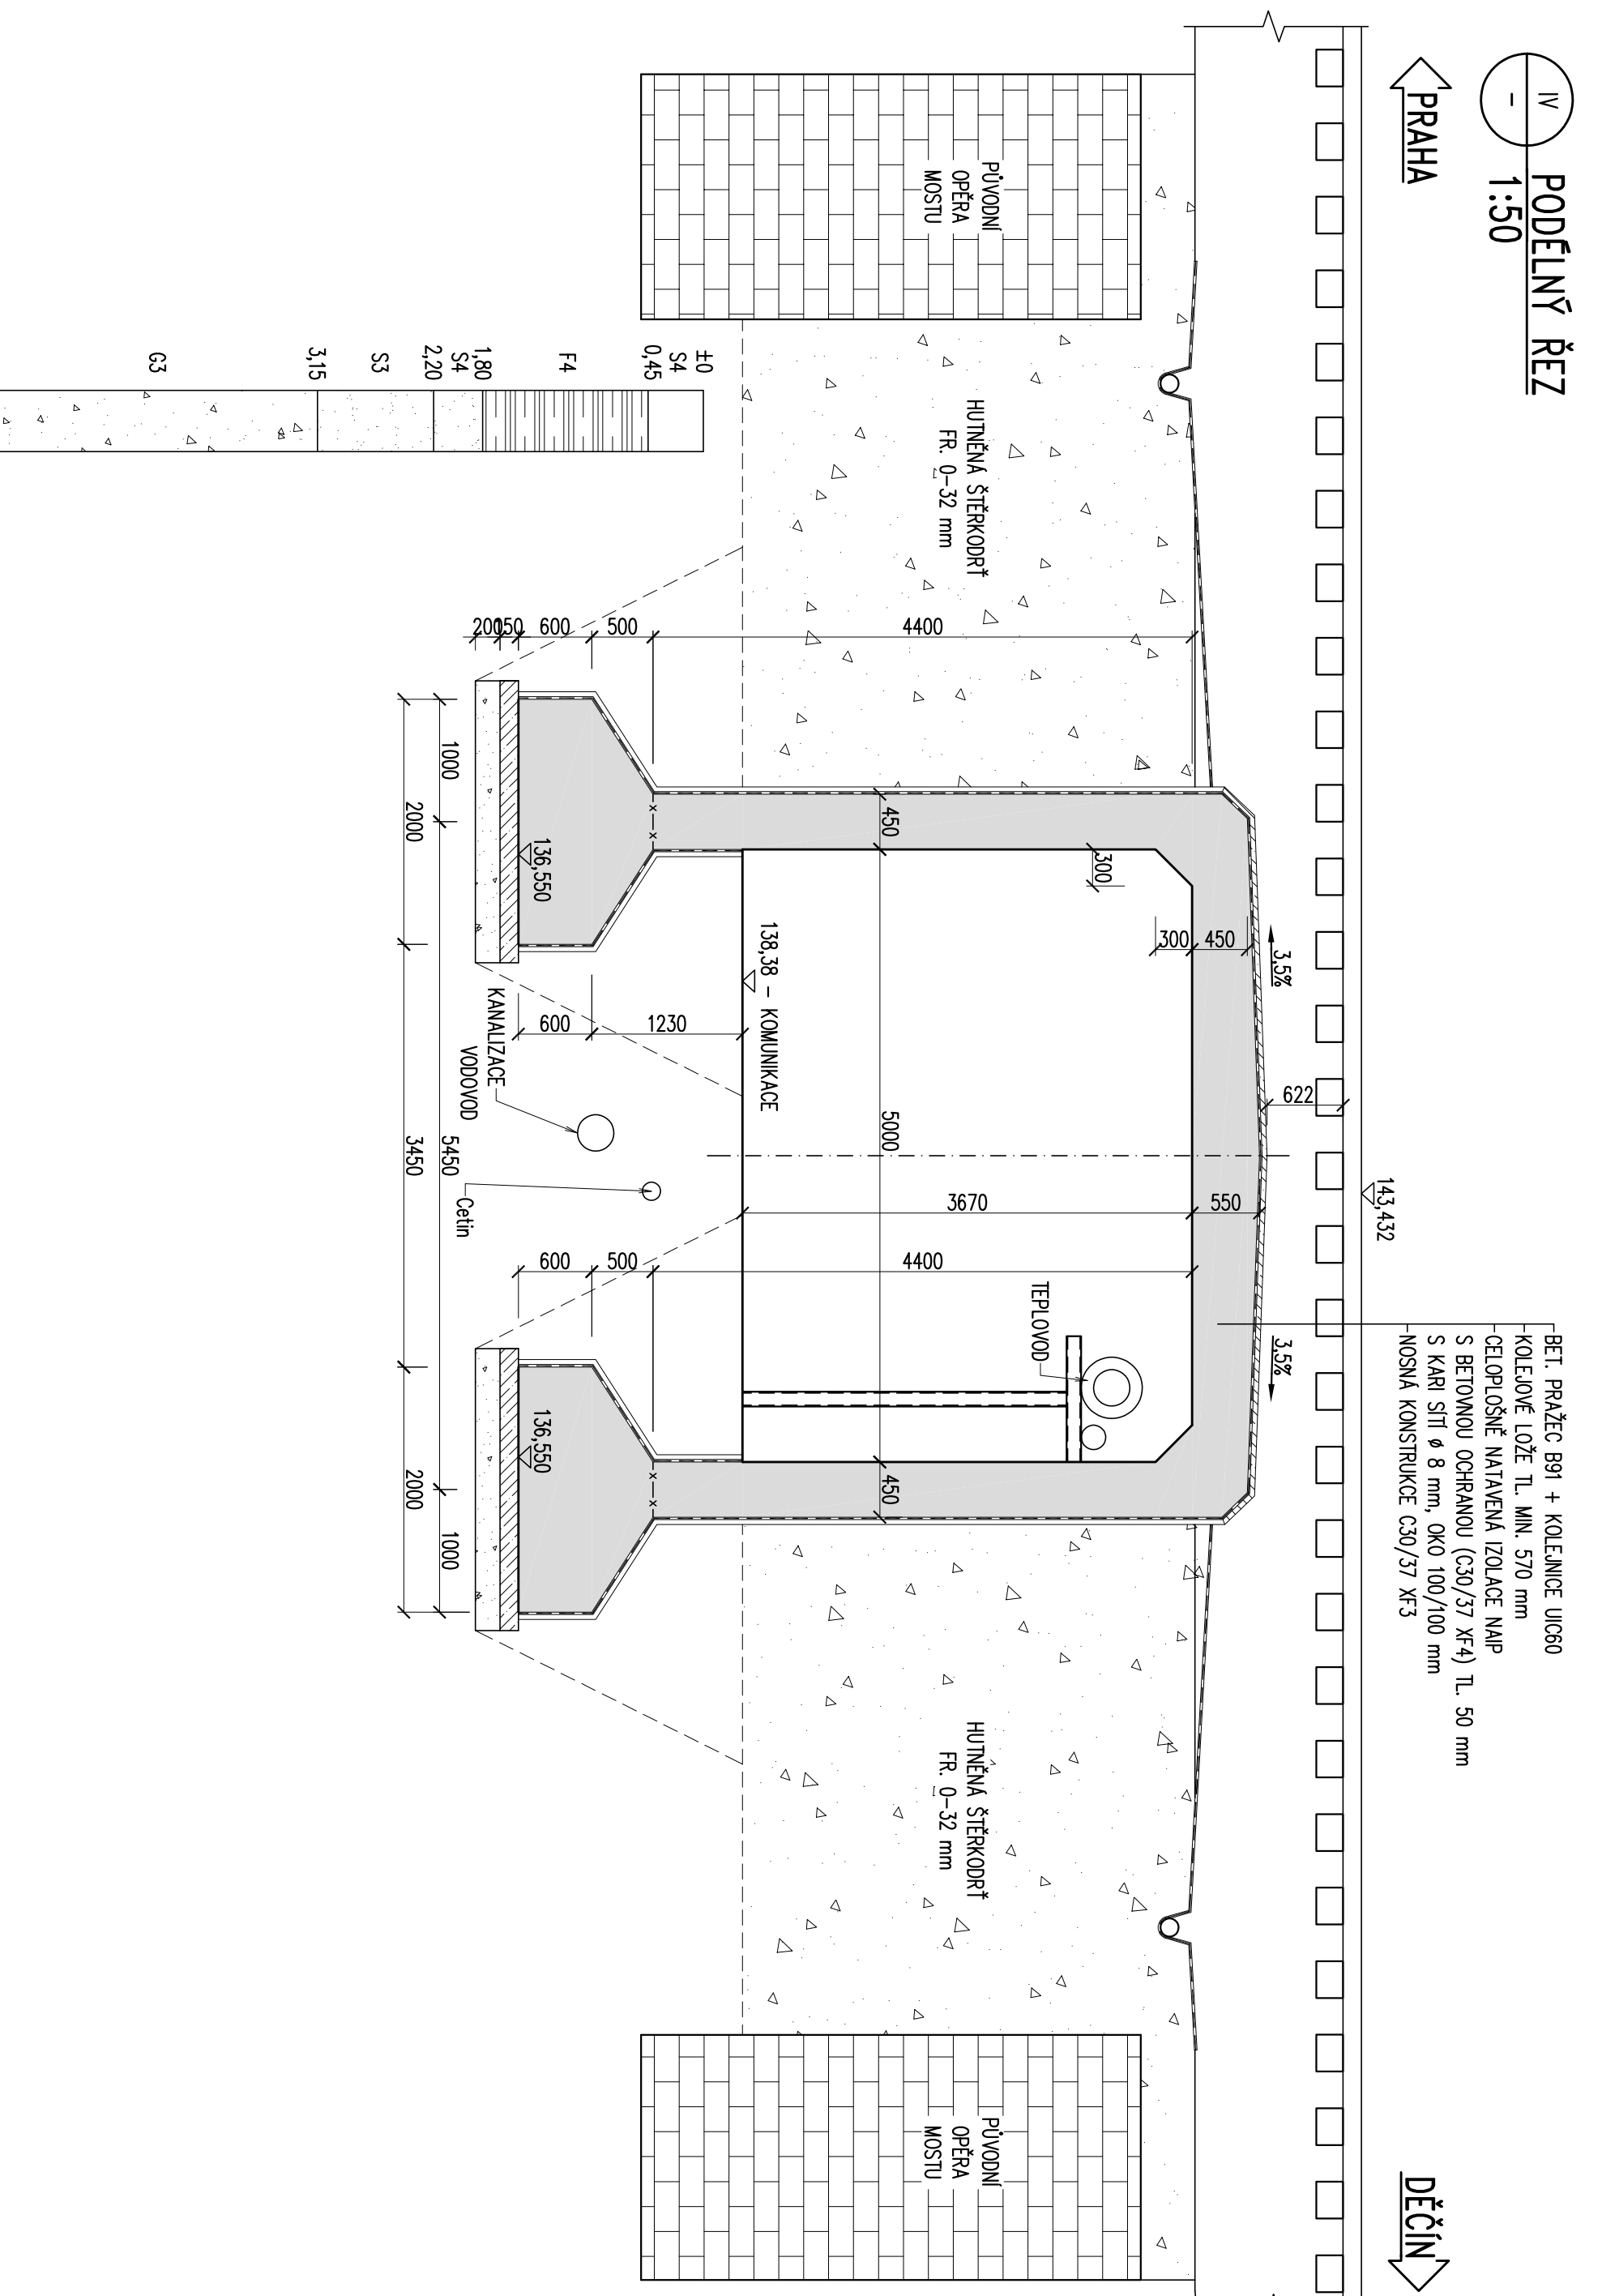 IV
-
PODÉLNÝ ŘEZ
1:50
PRAHA
DĚČÍN
BET. PRAŽEC B91 + KOLEJNICE UIC60
KOLEJOVÉ LOŽE TL. MIN. 570 mm
CELOPLOŠNĚ NATAVENÁ IZOLACE NAIP
S BETOVNOU OCHRANOU (C30/37 XF4) TL. 50 mm
S KARI SÍTÍ ø 8 mm, OKO 100/100 mm
NOSNÁ KONSTRUKCE C30/37 XF3
143,432
622
3,5%
3,5%
450
300
550
300
PŮVODNÍ
OPĚRA
MOSTU
HUTNĚNÁ ŠTĚRKODRŤ
FR. 0-32 mm
4400
500
600
150
200
450
5000
450
3670
4400
500
600
TEPLOVOD
HUTNĚNÁ ŠTĚRKODRŤ
FR. 0-32 mm
PŮVODNÍ
OPĚRA
MOSTU
138,38 - KOMUNIKACE
1230
600
136,550
136,550
KANALIZACE
VODOVOD
Cetin
1000
5450
1000
2000
3450
2000
±0
S4
0,45
F4
1,80
S4
2,20
S3
3,15
G3